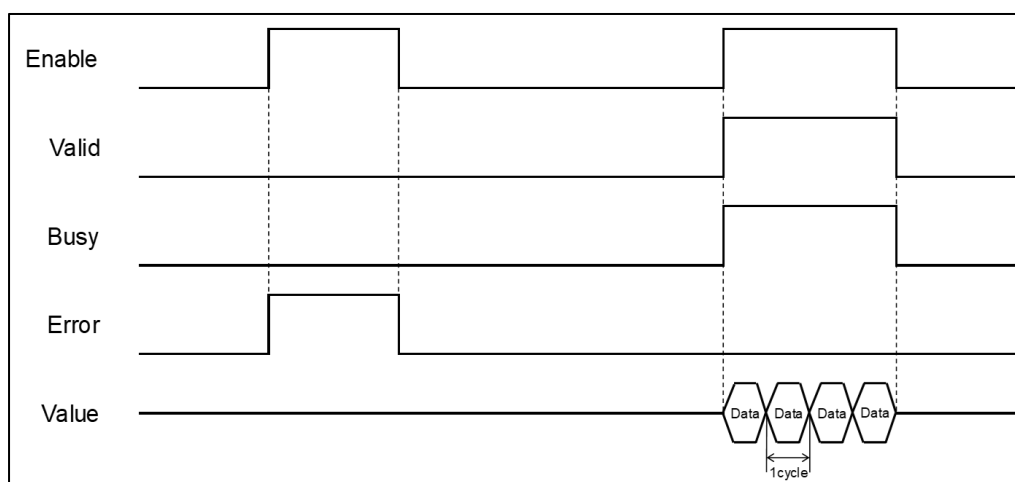 Enable
Valid
Busy
Error
Value
Data Data Data Data
1cycle